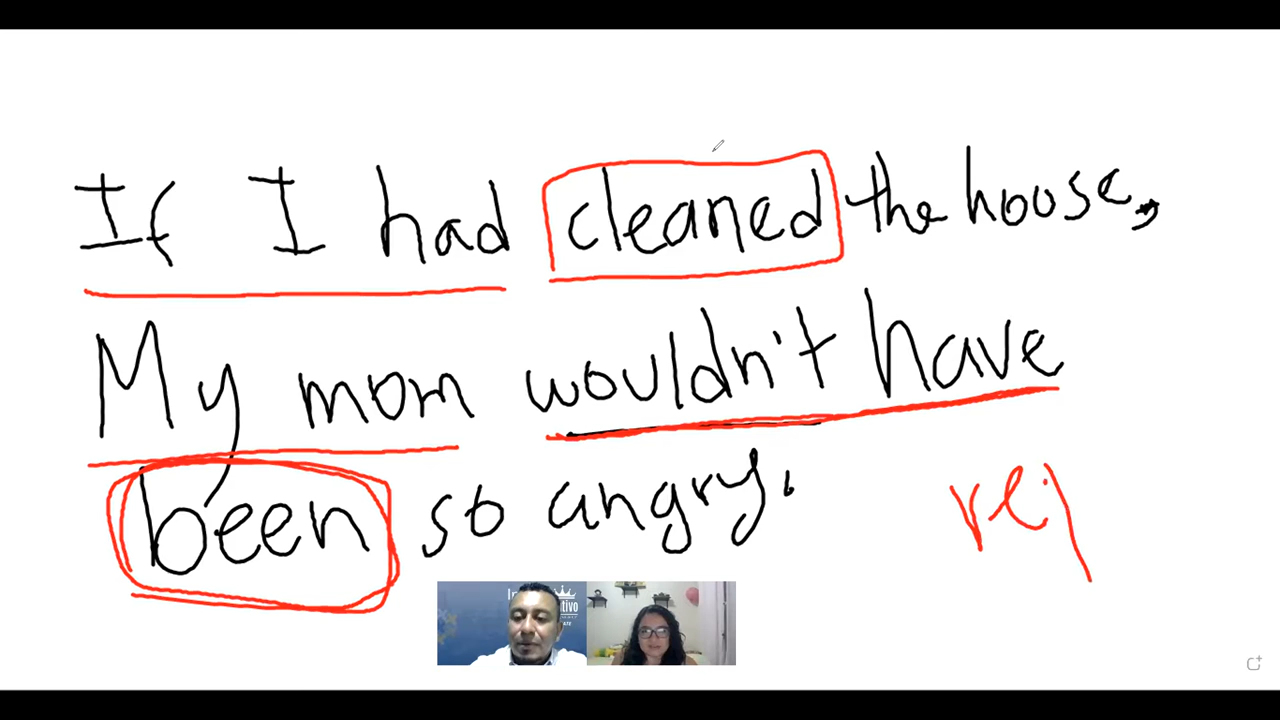 If I had cleaned the house,
My mom wouldn't have
been so angry.